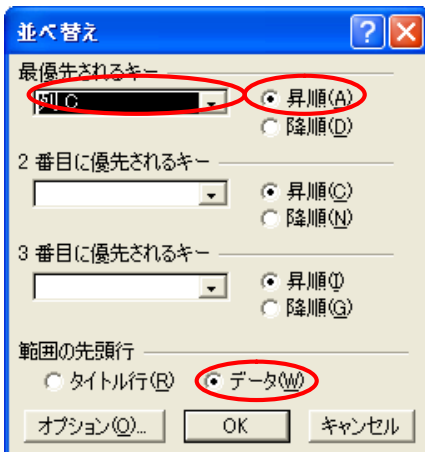 並べ替え
最優先されるキー
列 C
昇順(A)
降順(D)
2 番目に優先されるキー
昇順(C)
降順(N)
3 番目に優先されるキー
昇順(I)
降順(G)
範囲の先頭行
タイトル行(R) データ(W)
オプション(O)... OK キャンセル